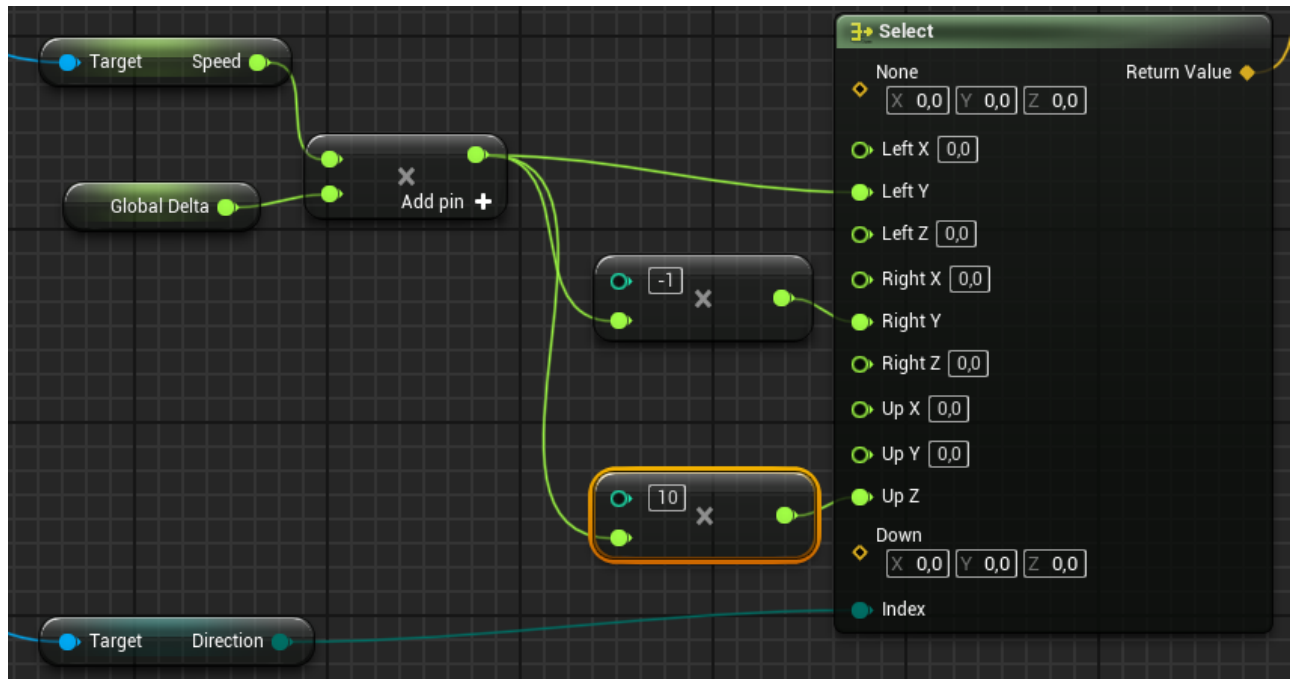 Target Speed
Global Delta
×
Add pin +
-1 ×
10 ×
Target Direction
Select
None
Return Value
X 0,0 Y 0,0 Z 0,0
Left X 0,0
Left Y
Left Z 0,0
Right X 0,0
Right Y
Right Z 0,0
Up X 0,0
Up Y 0,0
Up Z
Down
X 0,0 Y 0,0 Z 0,0
Index